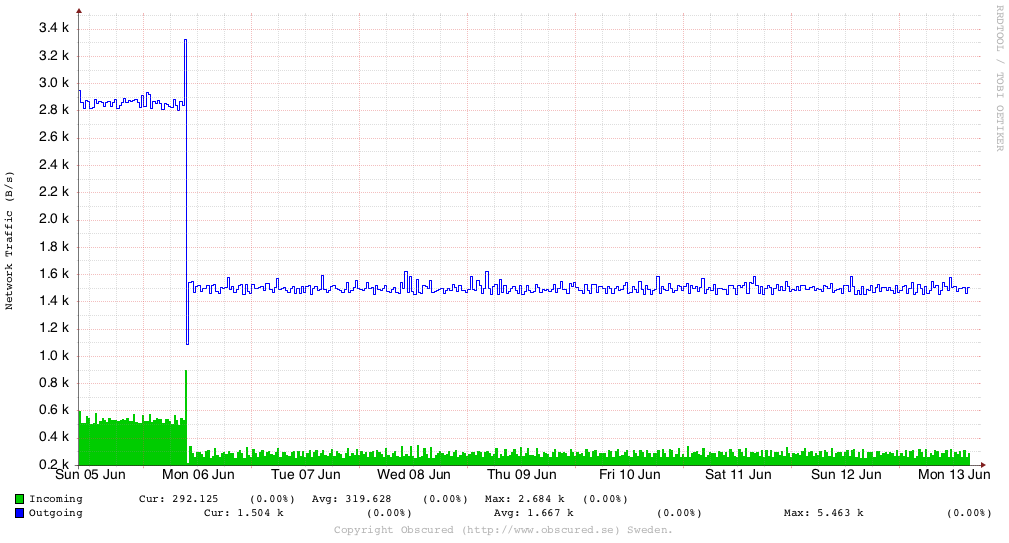 RRDTOOL / TOBI OETIKER
Network Traffic (B/s)
3.4 k
3.2 k
3.0 k
2.8 k
2.6 k
2.4 k
2.2 k
2.0 k
1.8 k
1.6 k
1.4 k
1.2 k
1.0 k
0.8 k
0.6 k
0.4 k
0.2 k
Sun 05 Jun Mon 06 Jun Tue 07 Jun Wed 08 Jun Thu 09 Jun Fri 10 Jun Sat 11 Jun Sun 12 Jun Mon 13 Jun
Incoming Cur: 292.125 (0.00%) Avg: 319.628 (0.00%) Max: 2.684 k (0.00%)
Outgoing Cur: 1.504 k (0.00%) Avg: 1.667 k (0.00%) Max: 5.463 k (0.00%)
Copyright Obscured (http://www.obscured.se) Sweden.